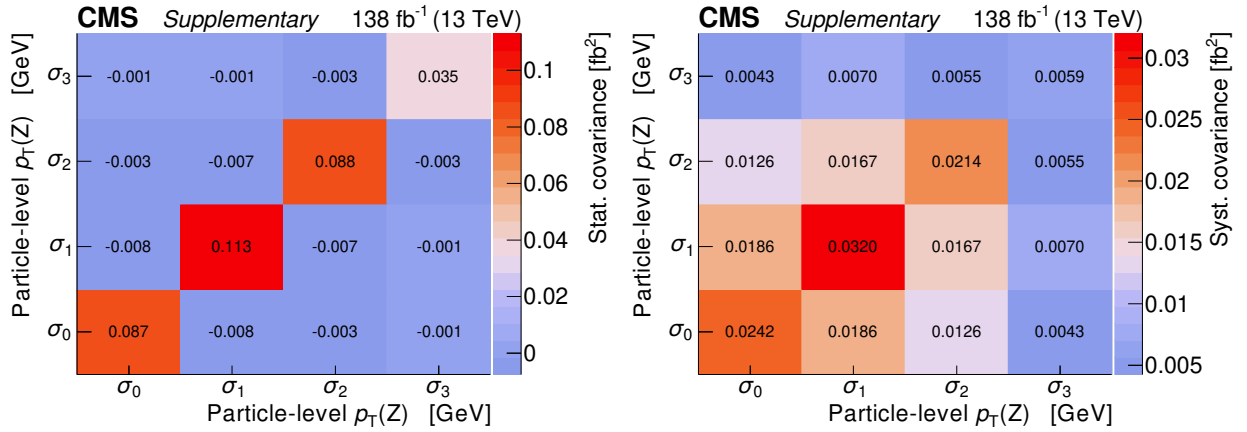 CMS Supplementary 138 fb⁻¹ (13 TeV)
Particle-level pT(Z) [GeV]
σ3 -0.001 -0.001 -0.003 0.035
σ2 -0.003 -0.007 0.088 -0.003
σ1 -0.008 0.113 -0.007 -0.001
σ0 0.087 -0.008 -0.003 -0.001
σ0 σ1 σ2 σ3
Particle-level pT(Z) [GeV]
0.1
0.08
0.06
0.04
0.02
0
Stat. covariance [fb²]
CMS Supplementary 138 fb⁻¹ (13 TeV)
Particle-level pT(Z) [GeV]
σ3 0.0043 0.0070 0.0055 0.0059
σ2 0.0126 0.0167 0.0214 0.0055
σ1 0.0186 0.0320 0.0167 0.0070
σ0 0.0242 0.0186 0.0126 0.0043
σ0 σ1 σ2 σ3
Particle-level pT(Z) [GeV]
0.03
0.025
0.02
0.015
0.01
0.005
Syst. covariance [fb²]